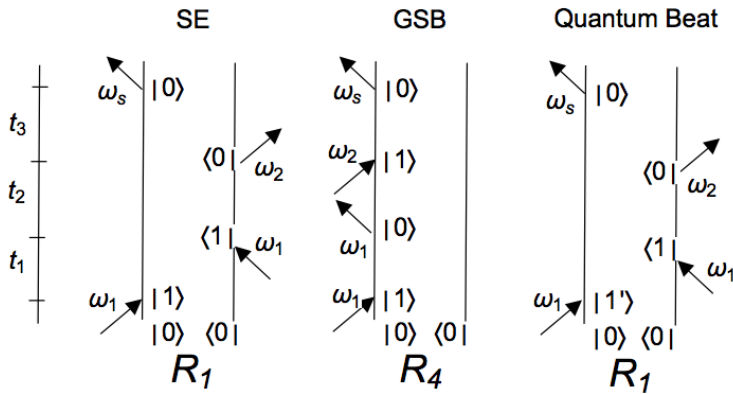 SE
GSB
Quantum Beat
ωs |0⟩
ωs |0⟩
ωs |0⟩
t3
⟨0| ω2
ω2 |1⟩
⟨0| ω2
t2
⟨1| ω1
ω1 |0⟩
⟨1| ω1
t1
ω1 |1⟩
ω1 |1⟩
ω1 |1'⟩
|0⟩ ⟨0|
|0⟩ ⟨0|
|0⟩ ⟨0|
R1
R4
R1